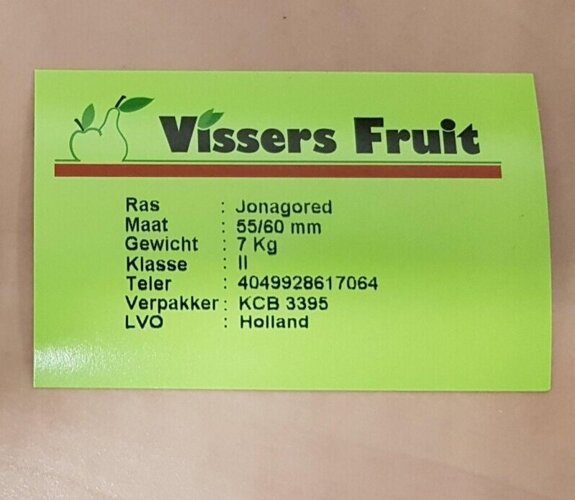 Vissers Fruit
Ras : Jonagored
Maat : 55/60 mm
Gewicht : 7 Kg
Klasse : II
Teler : 4049928617064
Verpakker : KCB 3395
LVO : Holland